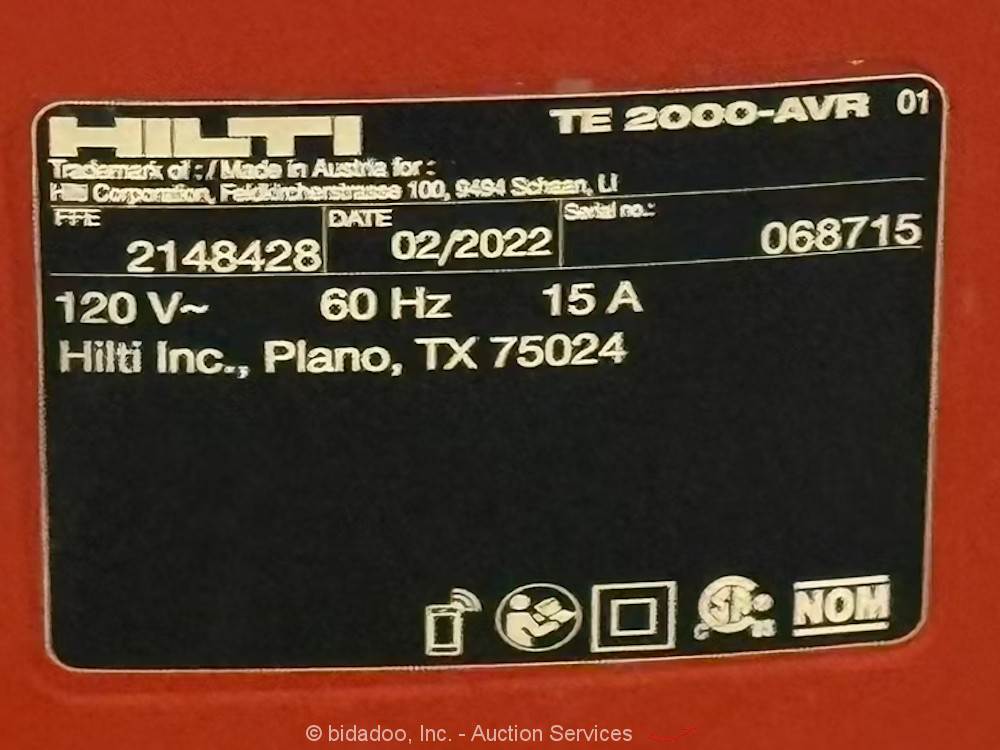 HILTI TE 2000-AVR 01
Trademark of : / Made in Austria for :
Hilti Corporation, Feldkircherstrasse 100, 9494 Schaan, LI
DATE Serial no.:
2148428 02/2022 068715
120 V~ 60 Hz 15 A
Hilti Inc., Plano, TX 75024
SA NOM
C US
© bidadoo, Inc. - Auction Services